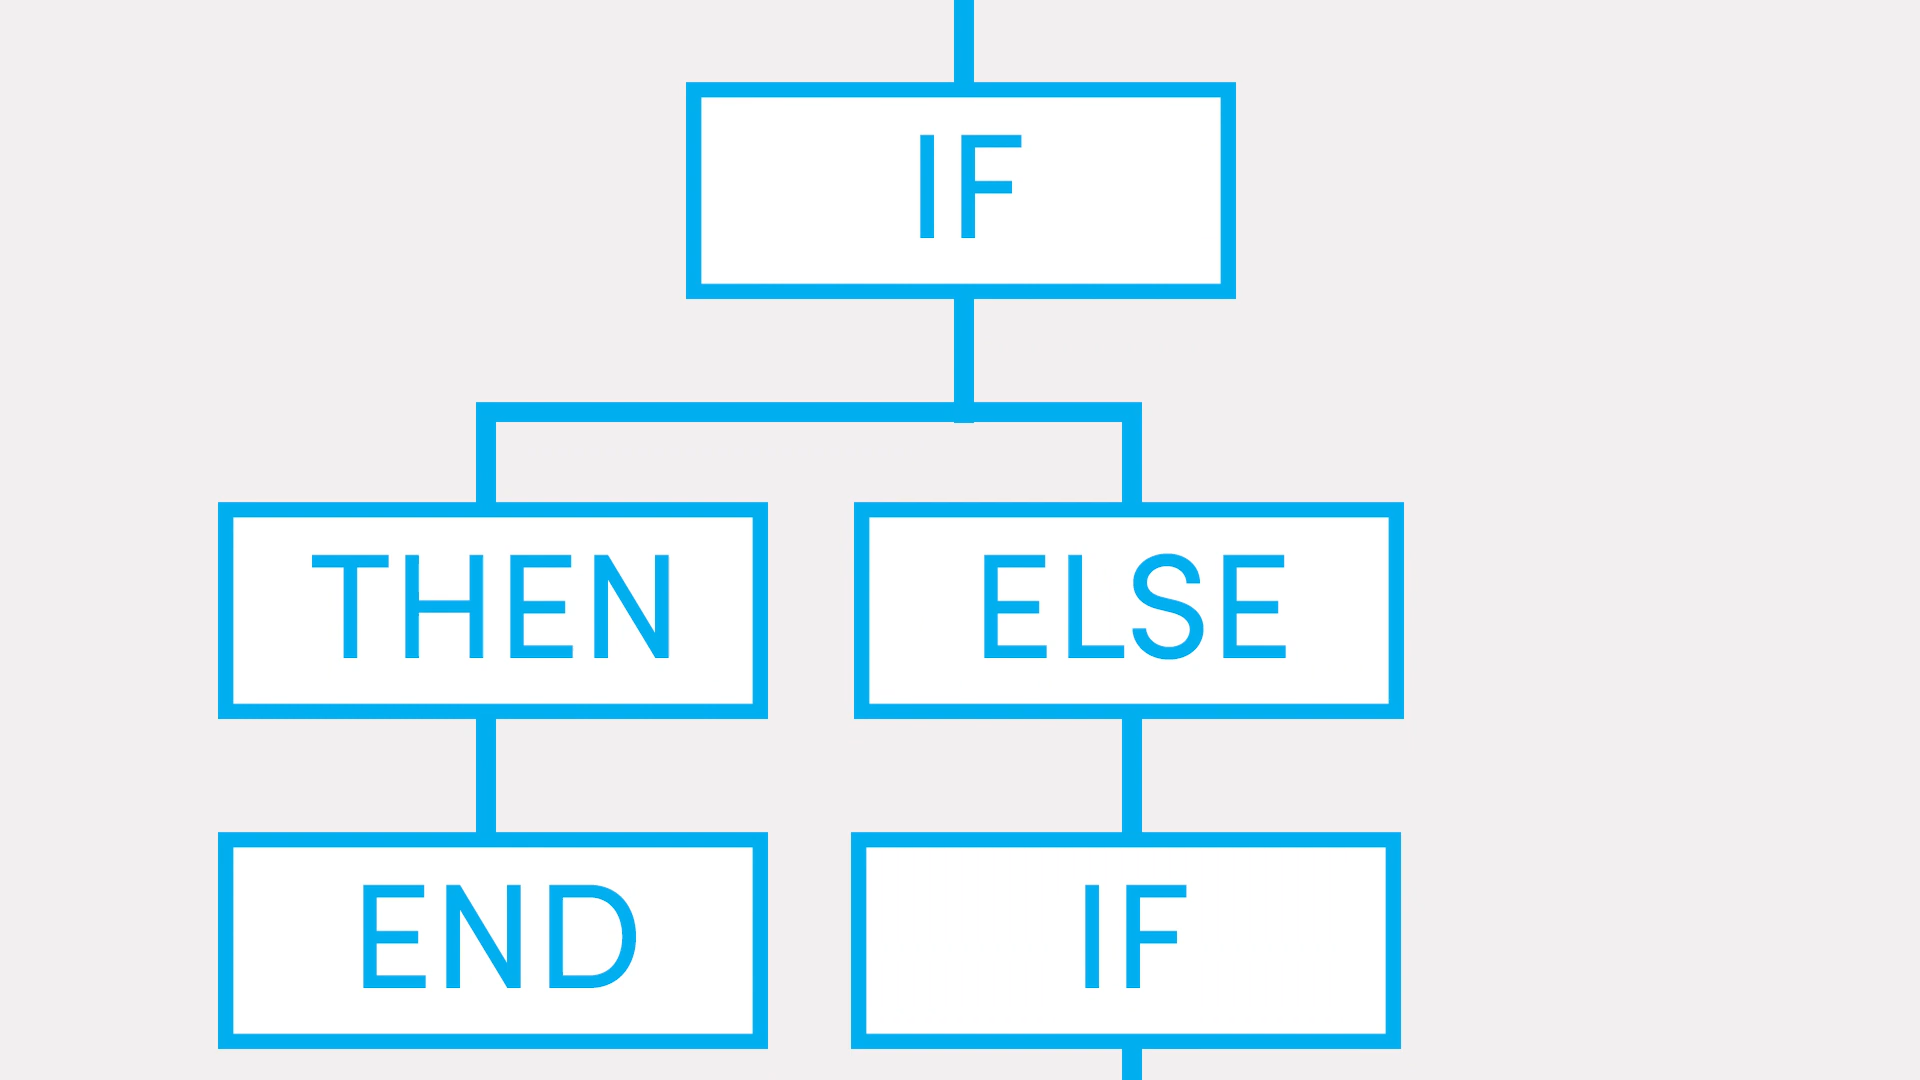 IF
THEN
ELSE
END
IF